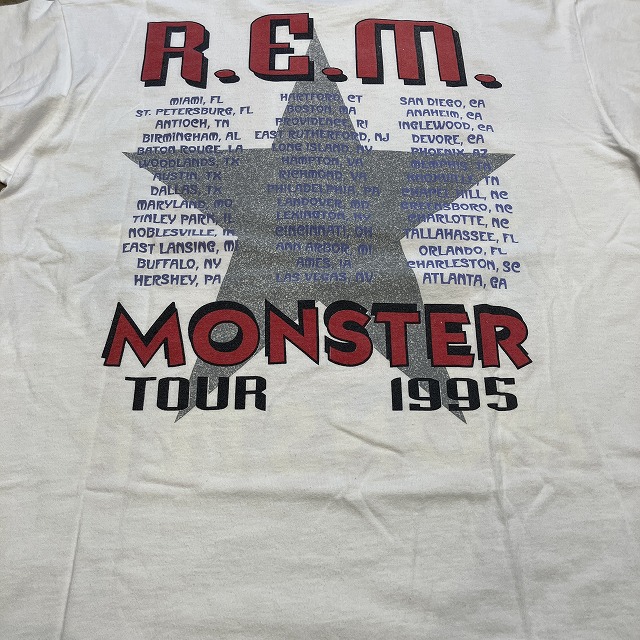 R.E.M.
MIAMI, FL
ST. PETERSBURG, FL
ANTIOCH, TN
BIRMINGHAM, AL
BATON ROUGE, LA
WOODLANDS, TX
AUSTIN, TX
DALLAS, TX
MARYLAND, MO
TINLEY PARK, IL
NOBLESVILLE, IN
EAST LANSING, MI
BUFFALO, NY
HERSHEY, PA
HARTFORD, CT
BOSTON, MA
PROVIDENCE, RI
EAST RUTHERFORD, NJ
LONG ISLAND, NY
HAMPTON, VA
RICHMOND, VA
PHILADELPHIA, PA
LANDOVER, MD
LEXINGTON, KY
CINCINNATI, OH
ANN ARBOR, MI
AMES, IA
LAS VEGAS, NV
SAN DIEGO, CA
ANAHEIM, CA
INGLEWOOD, CA
DEVORE, CA
PHOENIX, AZ
MEMPHIS, TN
KNOXVILLE, TN
CHAPEL HILL, NC
GREENSBORO, NC
CHARLOTTE, NC
TALLAHASSEE, FL
ORLANDO, FL
CHARLESTON, SC
ATLANTA, GA
MONSTER
TOUR 1995